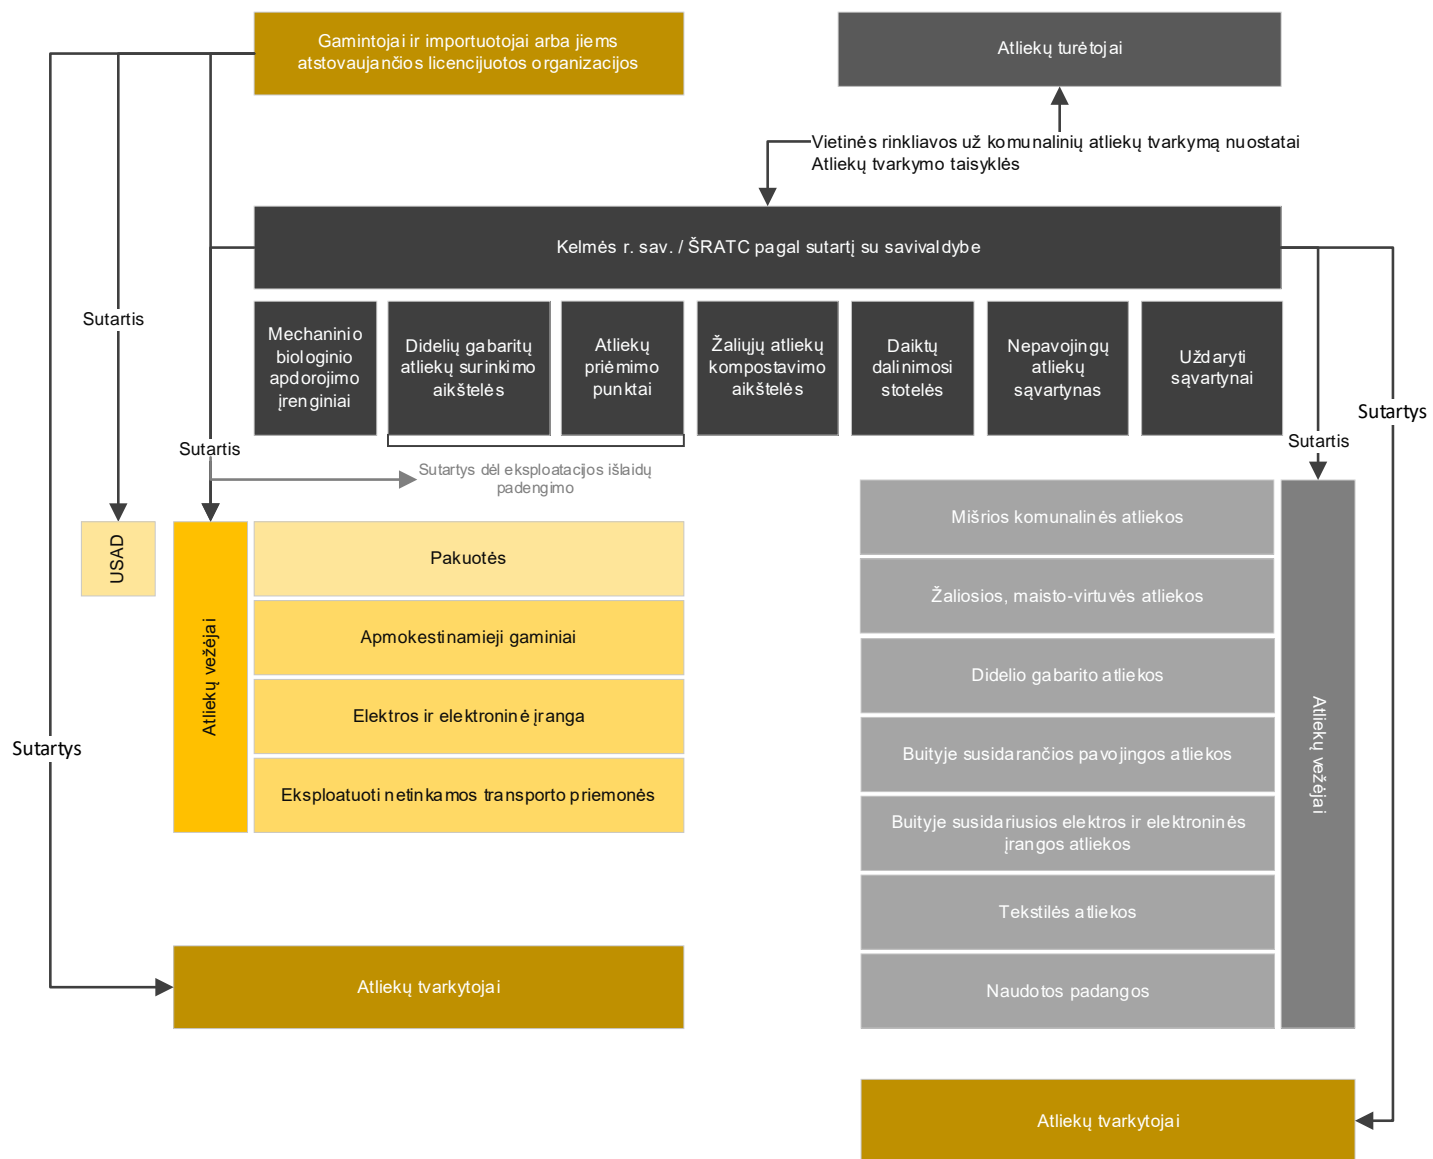 Gamintojai ir importuotojai arba jiems
atstovaujančios licencijuotos organizacijos
Atliekų turėtojai
Vietinės rinkliavos už komunalinių atliekų tvarkymą nuostatai
Atliekų tvarkymo taisyklės
Kelmės r. sav. / ŠRATC pagal sutartį su savivaldybe
Sutartis
Mechaninio
biologinio
apdorojimo
įrenginiai
Didelių gabaritų
atliekų surinkimo
aikštelės
Atliekų
priėmimo
punktai
Žaliųjų atliekų
kompostavimo
aikštelės
Daiktų
dalinimosi
stotelės
Nepavojingų
atliekų
sąvartynas
Uždaryti
sąvartynai
Sutartys
Sutartis
Sutartis
Sutartys dėl eksploatacijos išlaidų
padengimo
USAD
Atliekų vežėjai
Pakuotės
Apmokestinamieji gaminiai
Elektros ir elektroninė įranga
Eksploatuoti netinkamos transporto priemonės
Sutartys
Atliekų tvarkytojai
Mišrios komunalinės atliekos
Žaliosios, maisto-virtuvės atliekos
Didelio gabarito atliekos
Buityje susidarančios pavojingos atliekos
Buityje susidariusios elektros ir elektroninės
įrangos atliekos
Tekstilės atliekos
Naudotos padangos
Atliekų vežėjai
Atliekų tvarkytojai